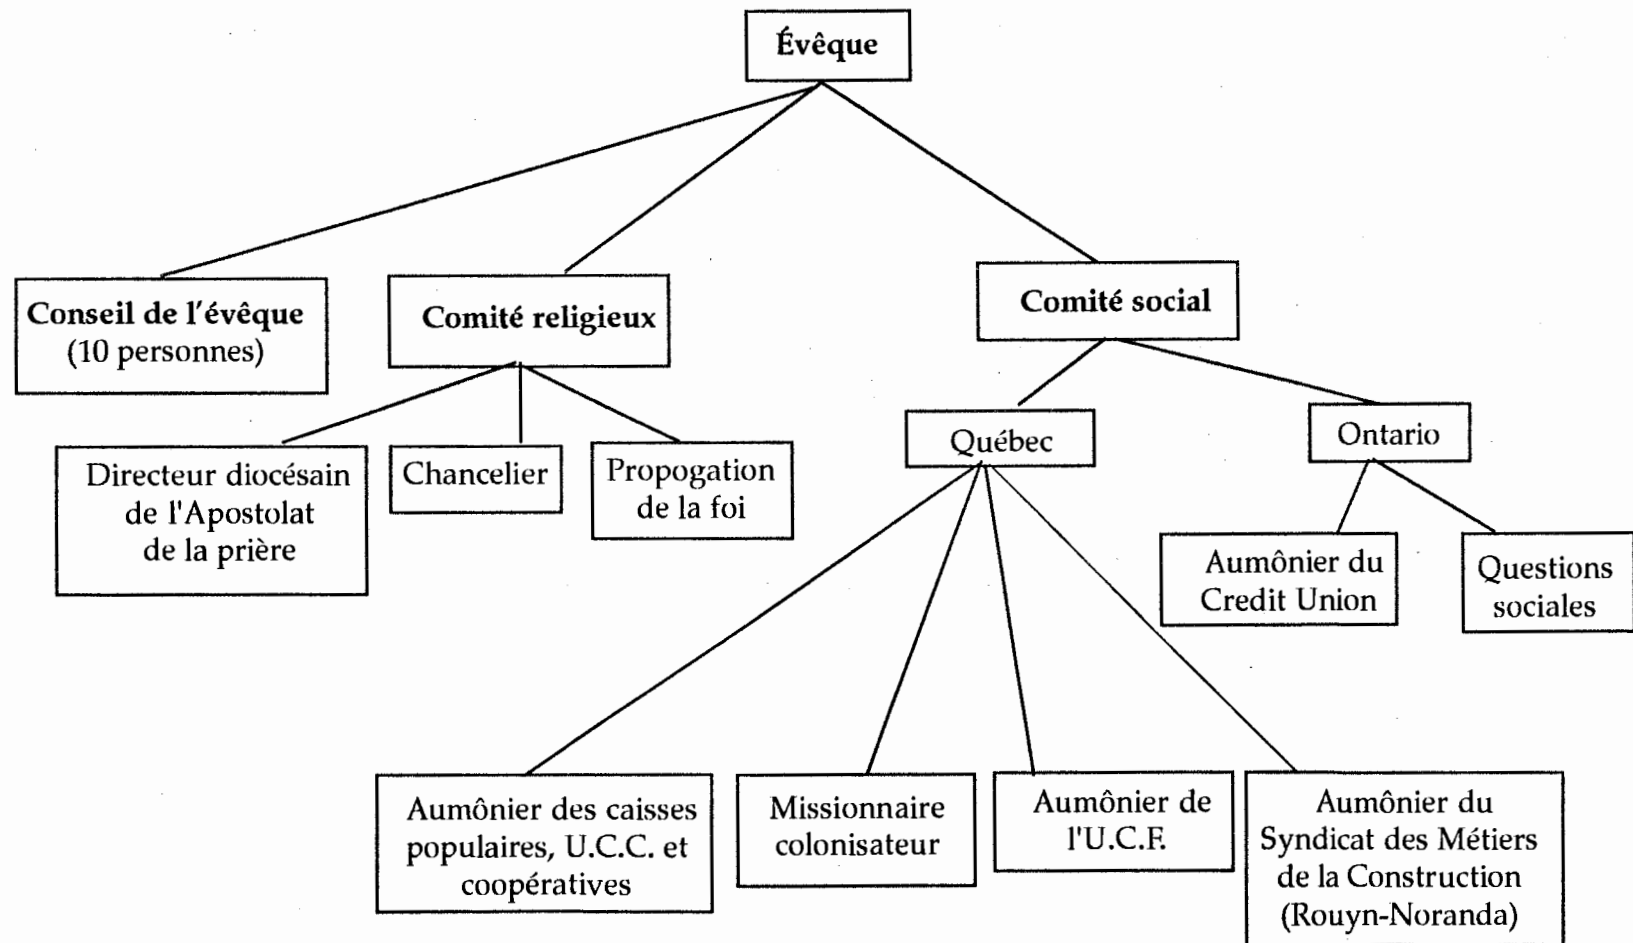 Évêque
Conseil de l'évêque
(10 personnes)
Comité religieux
Comité social
Directeur diocésain
de l'Apostolat
de la prière
Chancelier
Propogation
de la foi
Québec
Ontario
Aumônier du
Credit Union
Questions
sociales
Aumônier des caisses
populaires, U.C.C. et
coopératives
Missionnaire
colonisateur
Aumônier de
l'U.C.F.
Aumônier du
Syndicat des Métiers
de la Construction
(Rouyn-Noranda)